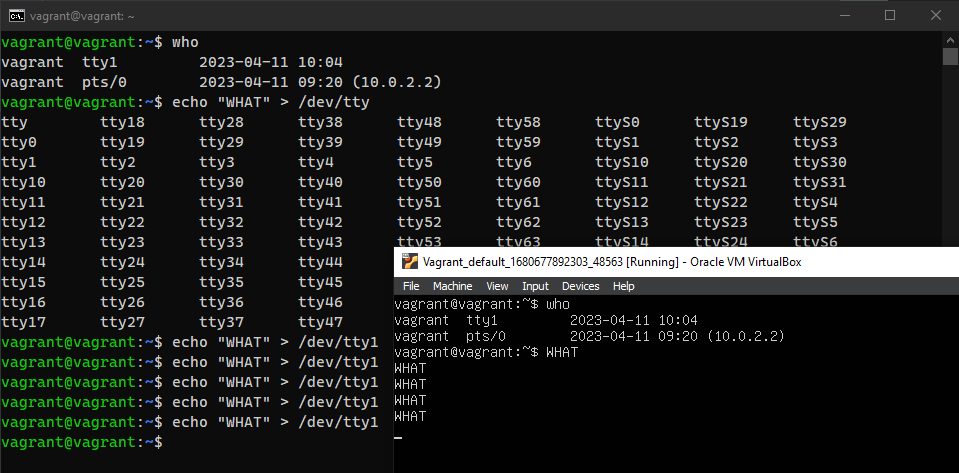 vagrant@vagrant: ~
vagrant@vagrant:~$ who
vagrant  tty1         2023-04-11 10:04
vagrant  pts/0        2023-04-11 09:20 (10.0.2.2)
vagrant@vagrant:~$ echo "WHAT" > /dev/tty
tty        tty18      tty28      tty38      tty48      tty58      ttyS0      ttyS19     ttyS29
tty0       tty19      tty29      tty39      tty49      tty59      ttyS1      ttyS2      ttyS3
tty1       tty2       tty3       tty4       tty5       tty6       ttyS10     ttyS20     ttyS30
tty10      tty20      tty30      tty40      tty50      tty60      ttyS11     ttyS21     ttyS31
tty11      tty21      tty31      tty41      tty51      tty61      ttyS12     ttyS22     ttyS4
tty12      tty22      tty32      tty42      tty52      tty62      ttyS13     ttyS23     ttyS5
tty13      tty23      tty33      tty43      tty53      tty63      ttyS14     ttyS24     ttyS6
tty14      tty24      tty34      tty44
tty15      tty25      tty35      tty45
tty16      tty26      tty36      tty46
tty17      tty27      tty37      tty47
vagrant@vagrant:~$ echo "WHAT" > /dev/tty1
vagrant@vagrant:~$ echo "WHAT" > /dev/tty1
vagrant@vagrant:~$ echo "WHAT" > /dev/tty1
vagrant@vagrant:~$ echo "WHAT" > /dev/tty1
vagrant@vagrant:~$ echo "WHAT" > /dev/tty1
vagrant@vagrant:~$
Vagrant_default_1680677892303_48563 [Running] - Oracle VM VirtualBox
File Machine View Input Devices Help
vagrant@vagrant:~$ who
vagrant  tty1         2023-04-11 10:04
vagrant  pts/0        2023-04-11 09:20 (10.0.2.2)
vagrant@vagrant:~$ WHAT
WHAT
WHAT
WHAT
WHAT